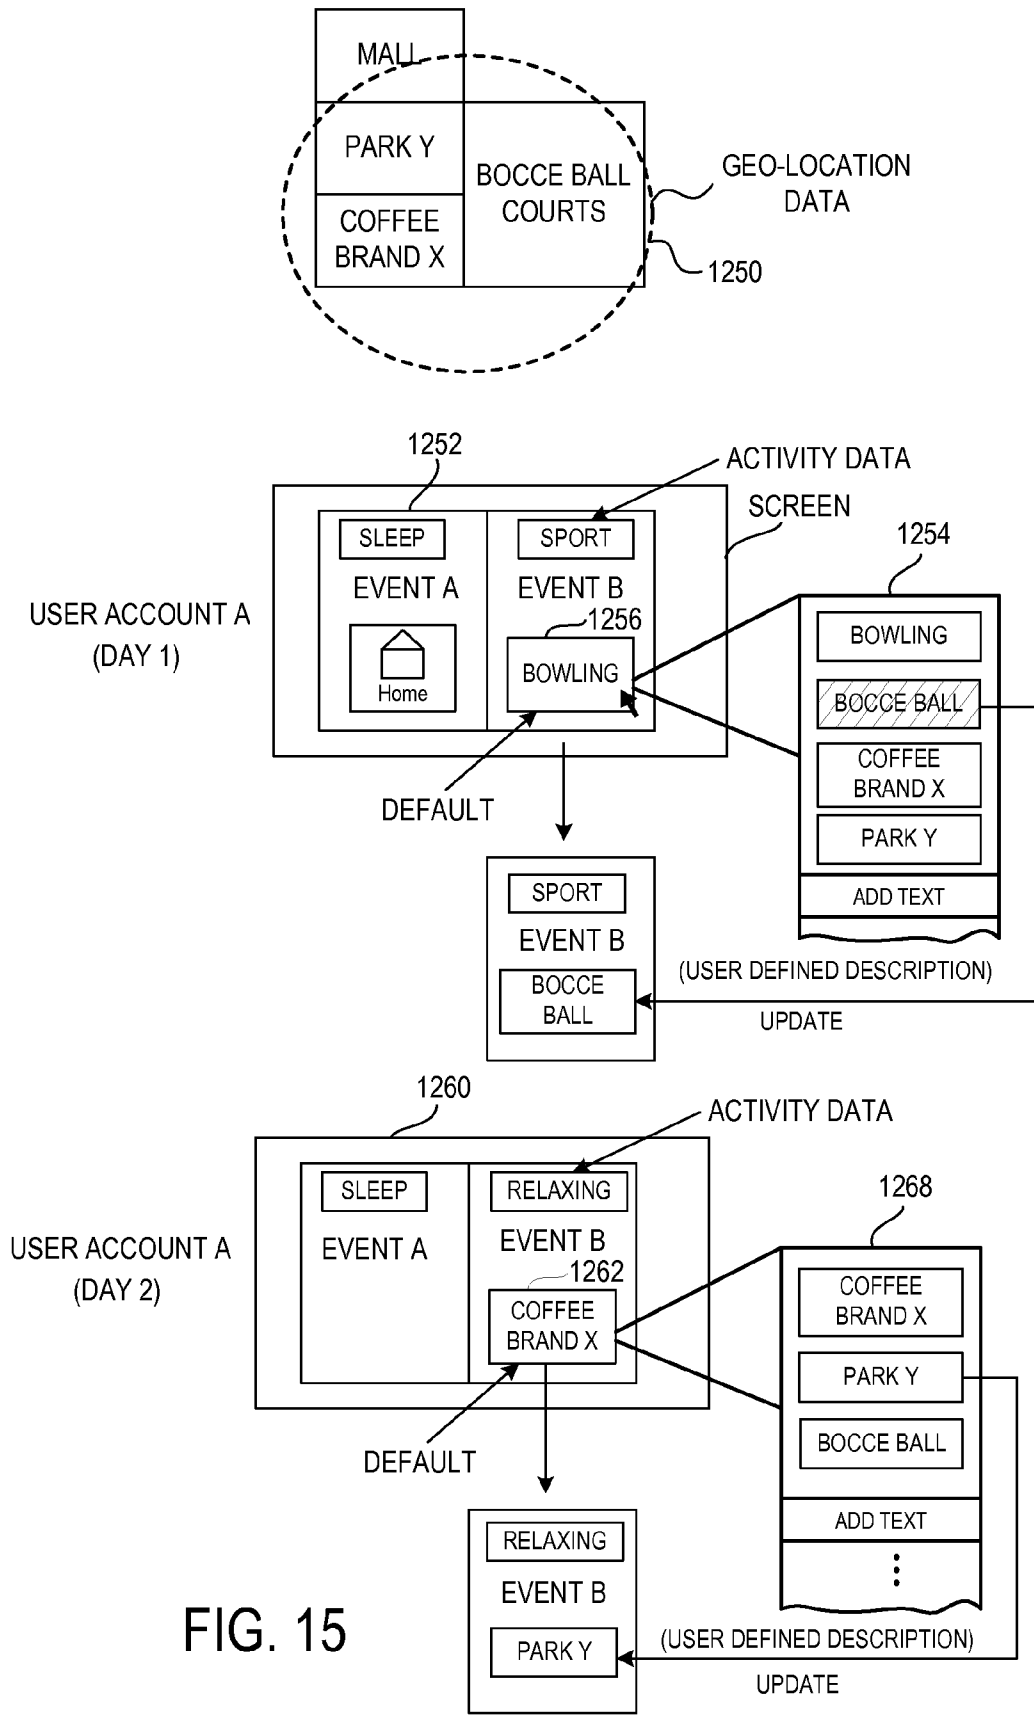 MALL
PARK Y
COFFEE
BRAND X
BOCCE BALL
COURTS
GEO-LOCATION
DATA
1250
1252
ACTIVITY DATA
SCREEN
1254
SLEEP
SPORT
EVENT A
EVENT B
1256
USER ACCOUNT A
(DAY 1)
Home
BOWLING
BOWLING
BOCCE BALL
COFFEE
BRAND X
PARK Y
ADD TEXT
DEFAULT
SPORT
EVENT B
BOCCE
BALL
(USER DEFINED DESCRIPTION)
UPDATE
1260
ACTIVITY DATA
SLEEP
RELAXING
1268
EVENT A
EVENT B
1262
USER ACCOUNT A
(DAY 2)
COFFEE
BRAND X
COFFEE
BRAND X
PARK Y
BOCCE BALL
ADD TEXT
DEFAULT
RELAXING
EVENT B
PARK Y
(USER DEFINED DESCRIPTION)
UPDATE
FIG. 15